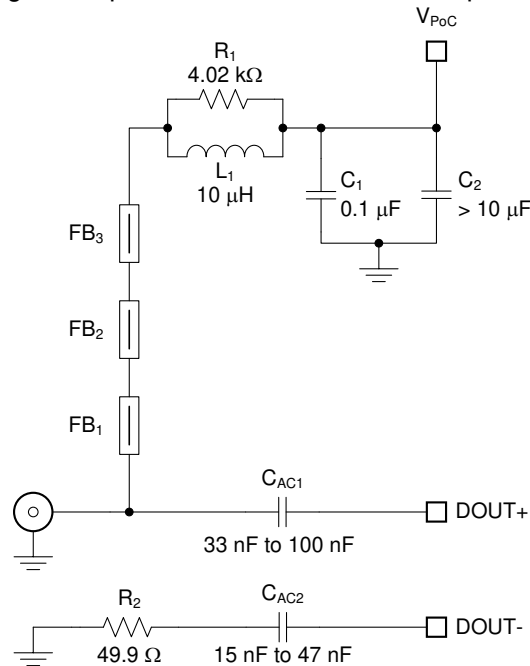 V_PoC
R_1
4.02 kΩ
L_1
10 μH
C_1
0.1 μF
C_2
> 10 μF
FB_3
FB_2
FB_1
C_AC1
33 nF to 100 nF
DOUT+
R_2
49.9 Ω
C_AC2
15 nF to 47 nF
DOUT-